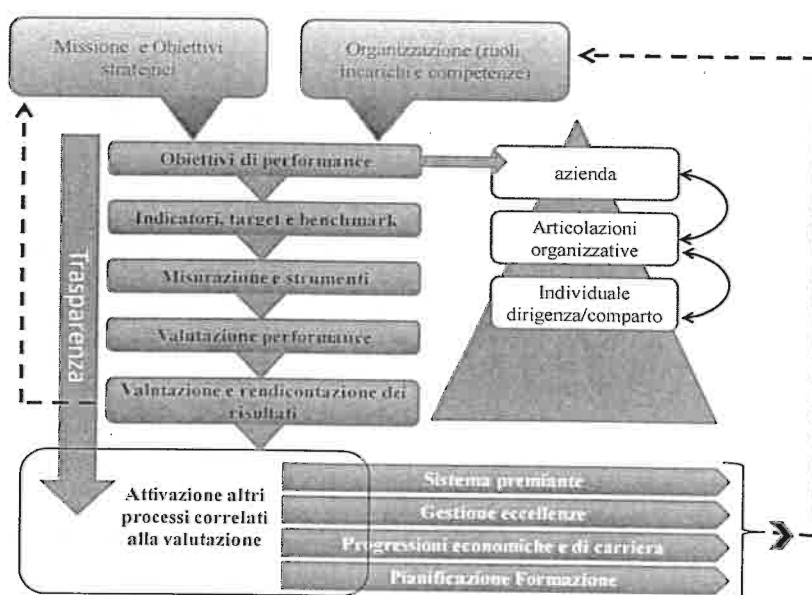 Missione e Obiettivi
strategici
Organizzazione (ruoli
incarichi e competenze)
Obiettivi di performance
azienda
Indicatori, target e benchmark
Articolazioni
organizzative
Misurazione e strumenti
Individuale
dirigenza/comparto
Valutazione performance
Trasparenza
Valutazione e rendicontazione dei
risultati
Attivazione altri
processi correlati
alla valutazione
Sistema premiante
Gestione eccellenze
Progressioni economiche e di carriera
Pianificazione Formazione